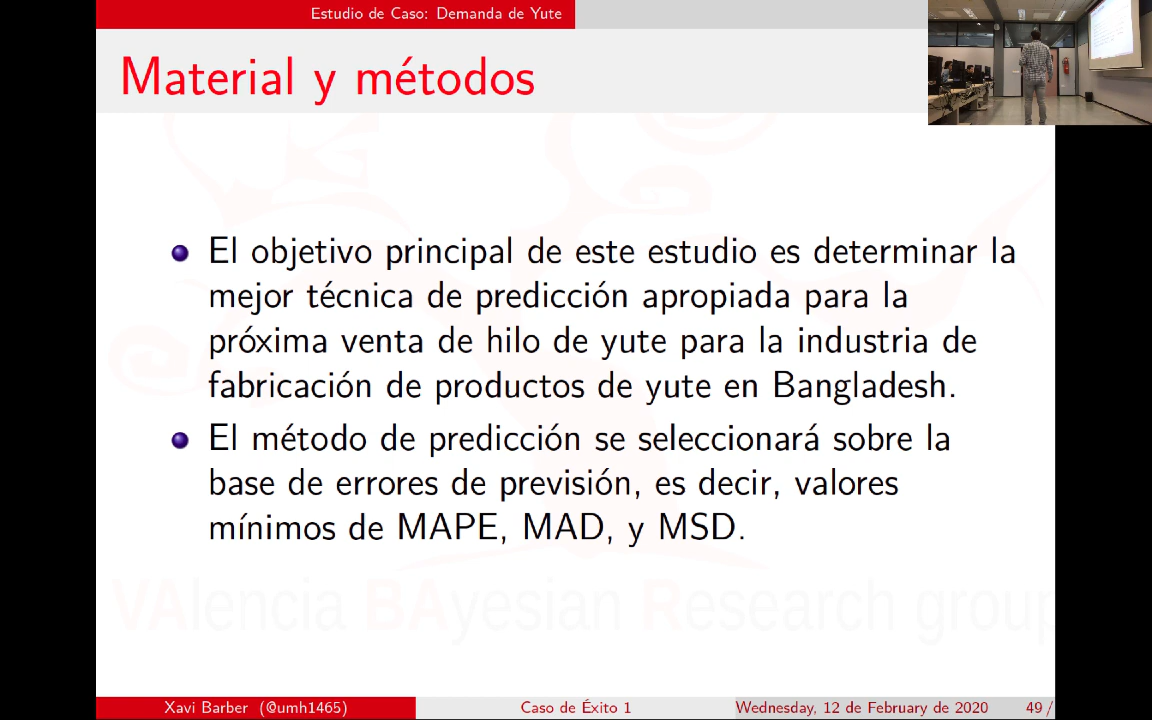 Estudio de Caso: Demanda de Yute
Material y métodos
El objetivo principal de este estudio es determinar la
mejor técnica de predicción apropiada para la
próxima venta de hilo de yute para la industria de
fabricación de productos de yute en Bangladesh.
El método de predicción se seleccionará sobre la
base de errores de previsión, es decir, valores
mínimos de MAPE, MAD, y MSD.
VAlencia BAyesian Research group
Xavi Barber (@umh1465) Caso de Éxito 1 Wednesday, 12 de February de 2020 49 /